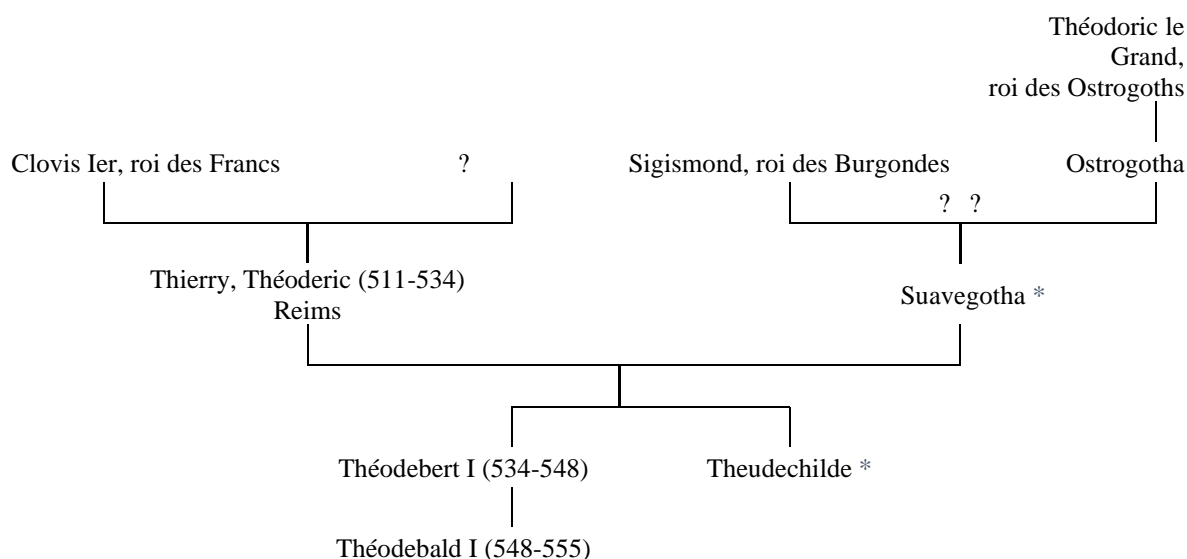 Théodoric le
Grand,
roi des Ostrogoths
Clovis Ier, roi des Francs
?
Sigismond, roi des Burgondes
Ostrogotha
? ?
Thierry, Théoderic (511-534)
Reims
Suavegotha *
Théodebert I (534-548)
Theudechilde *
Théodebald I (548-555)